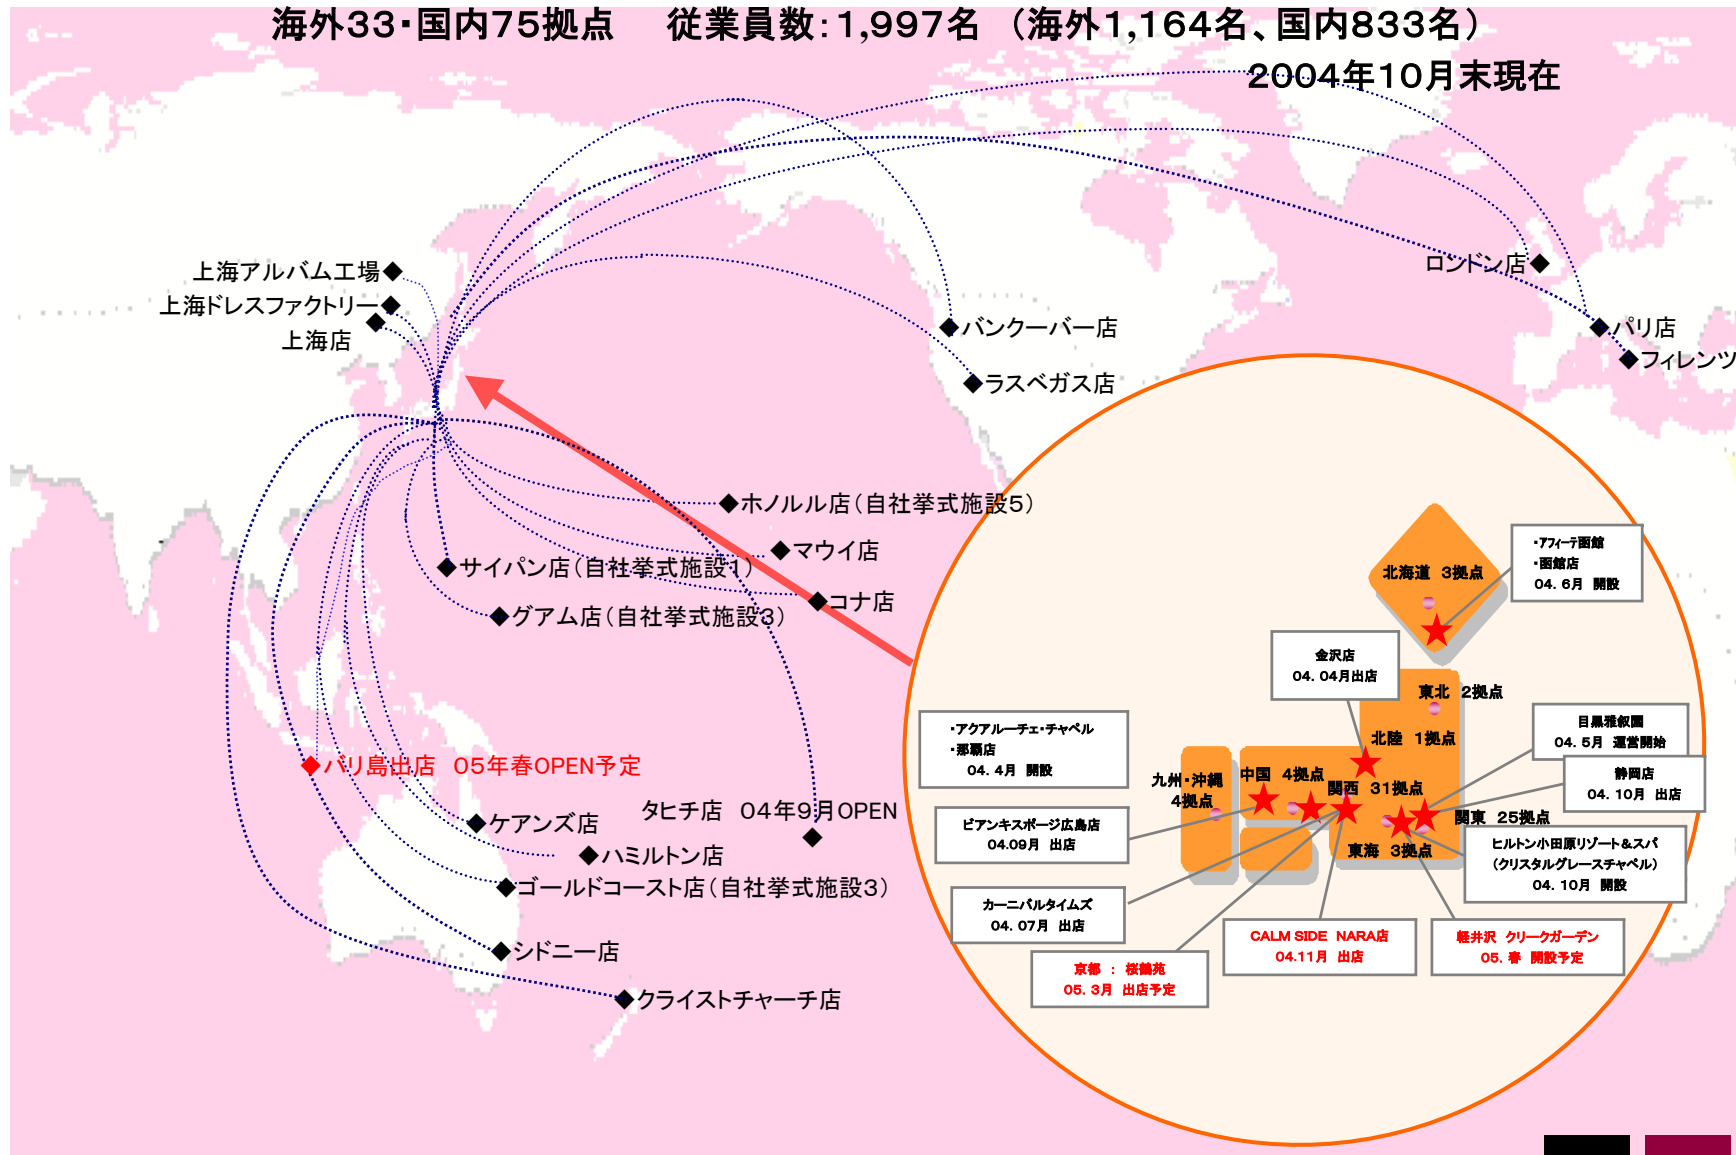 海外33・国内75拠点　従業員数：1,997名　（海外1,164名、国内833名）
2004年10月末現在
上海アルバム工場
上海ドレスファクトリー
上海店
ロンドン店
バンクーバー店
パリ店
フィレンツ
ラスベガス店
ホノルル店（自社挙式施設5）
マウイ店
サイパン店（自社挙式施設1）
コナ店
グアム店（自社挙式施設3）
バリ島出店　05年春OPEN予定
タヒチ店　04年9月OPEN
ケアンズ店
ハミルトン店
ゴールドコースト店（自社挙式施設3）
シドニー店
クライストチャーチ店
・アフィーテ函館
・函館店
04．6月　開設
北海道　3拠点
金沢店
04．04月出店
東北　2拠点
・アクアルーチェ・チャペル
・那覇店
04．4月　開設
目黒雅叙園
04．5月　運営開始
北陸　1拠点
静岡店
04．10月　出店
九州・沖縄
4拠点
中国　4拠点
関西　31拠点
関東　25拠点
東海　3拠点
ビアンキスポージ広島店
04.09月　出店
ヒルトン小田原リゾート＆スパ
（クリスタルグレースチャペル）
04．10月　開設
カーニバルタイムズ
04．07月　出店
CALM SIDE　NARA店
04.11月　出店
軽井沢　クリークガーデン
05．春　開設予定
京都　：　桜鶴苑
05．3月　出店予定